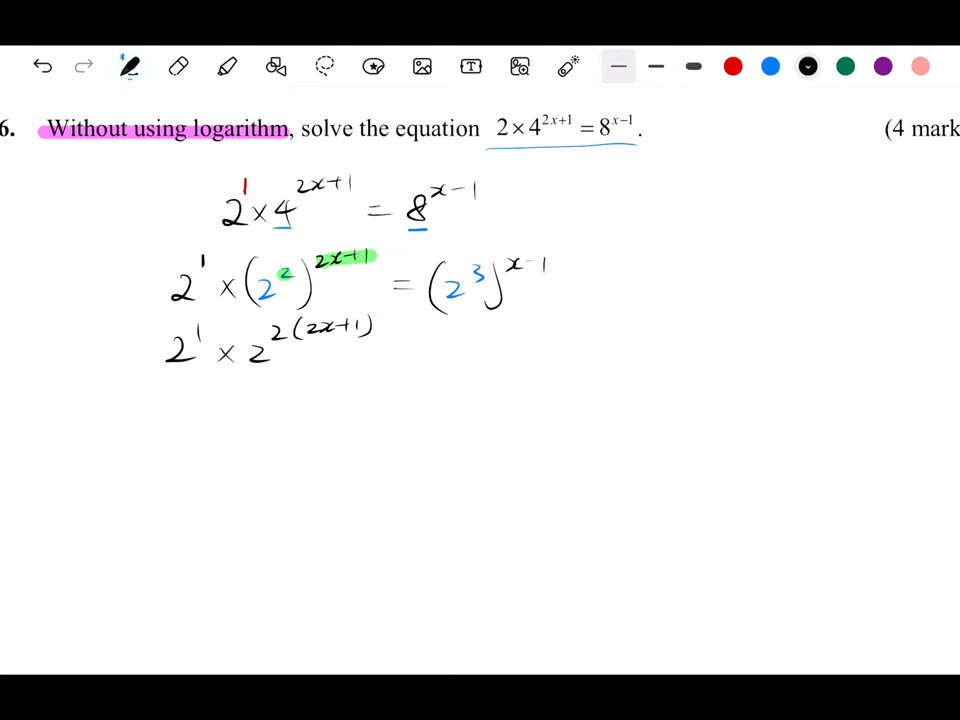 6. Without using logarithm, solve the equation 2 × 4^{2x+1} = 8^{x−1}. (4 mark
2^1 × 4^{2x+1} = 8^{x−1}
2^1 × (2^2)^{2x+1} = (2^3)^{x−1}
2^1 × 2^{2(2x+1)}